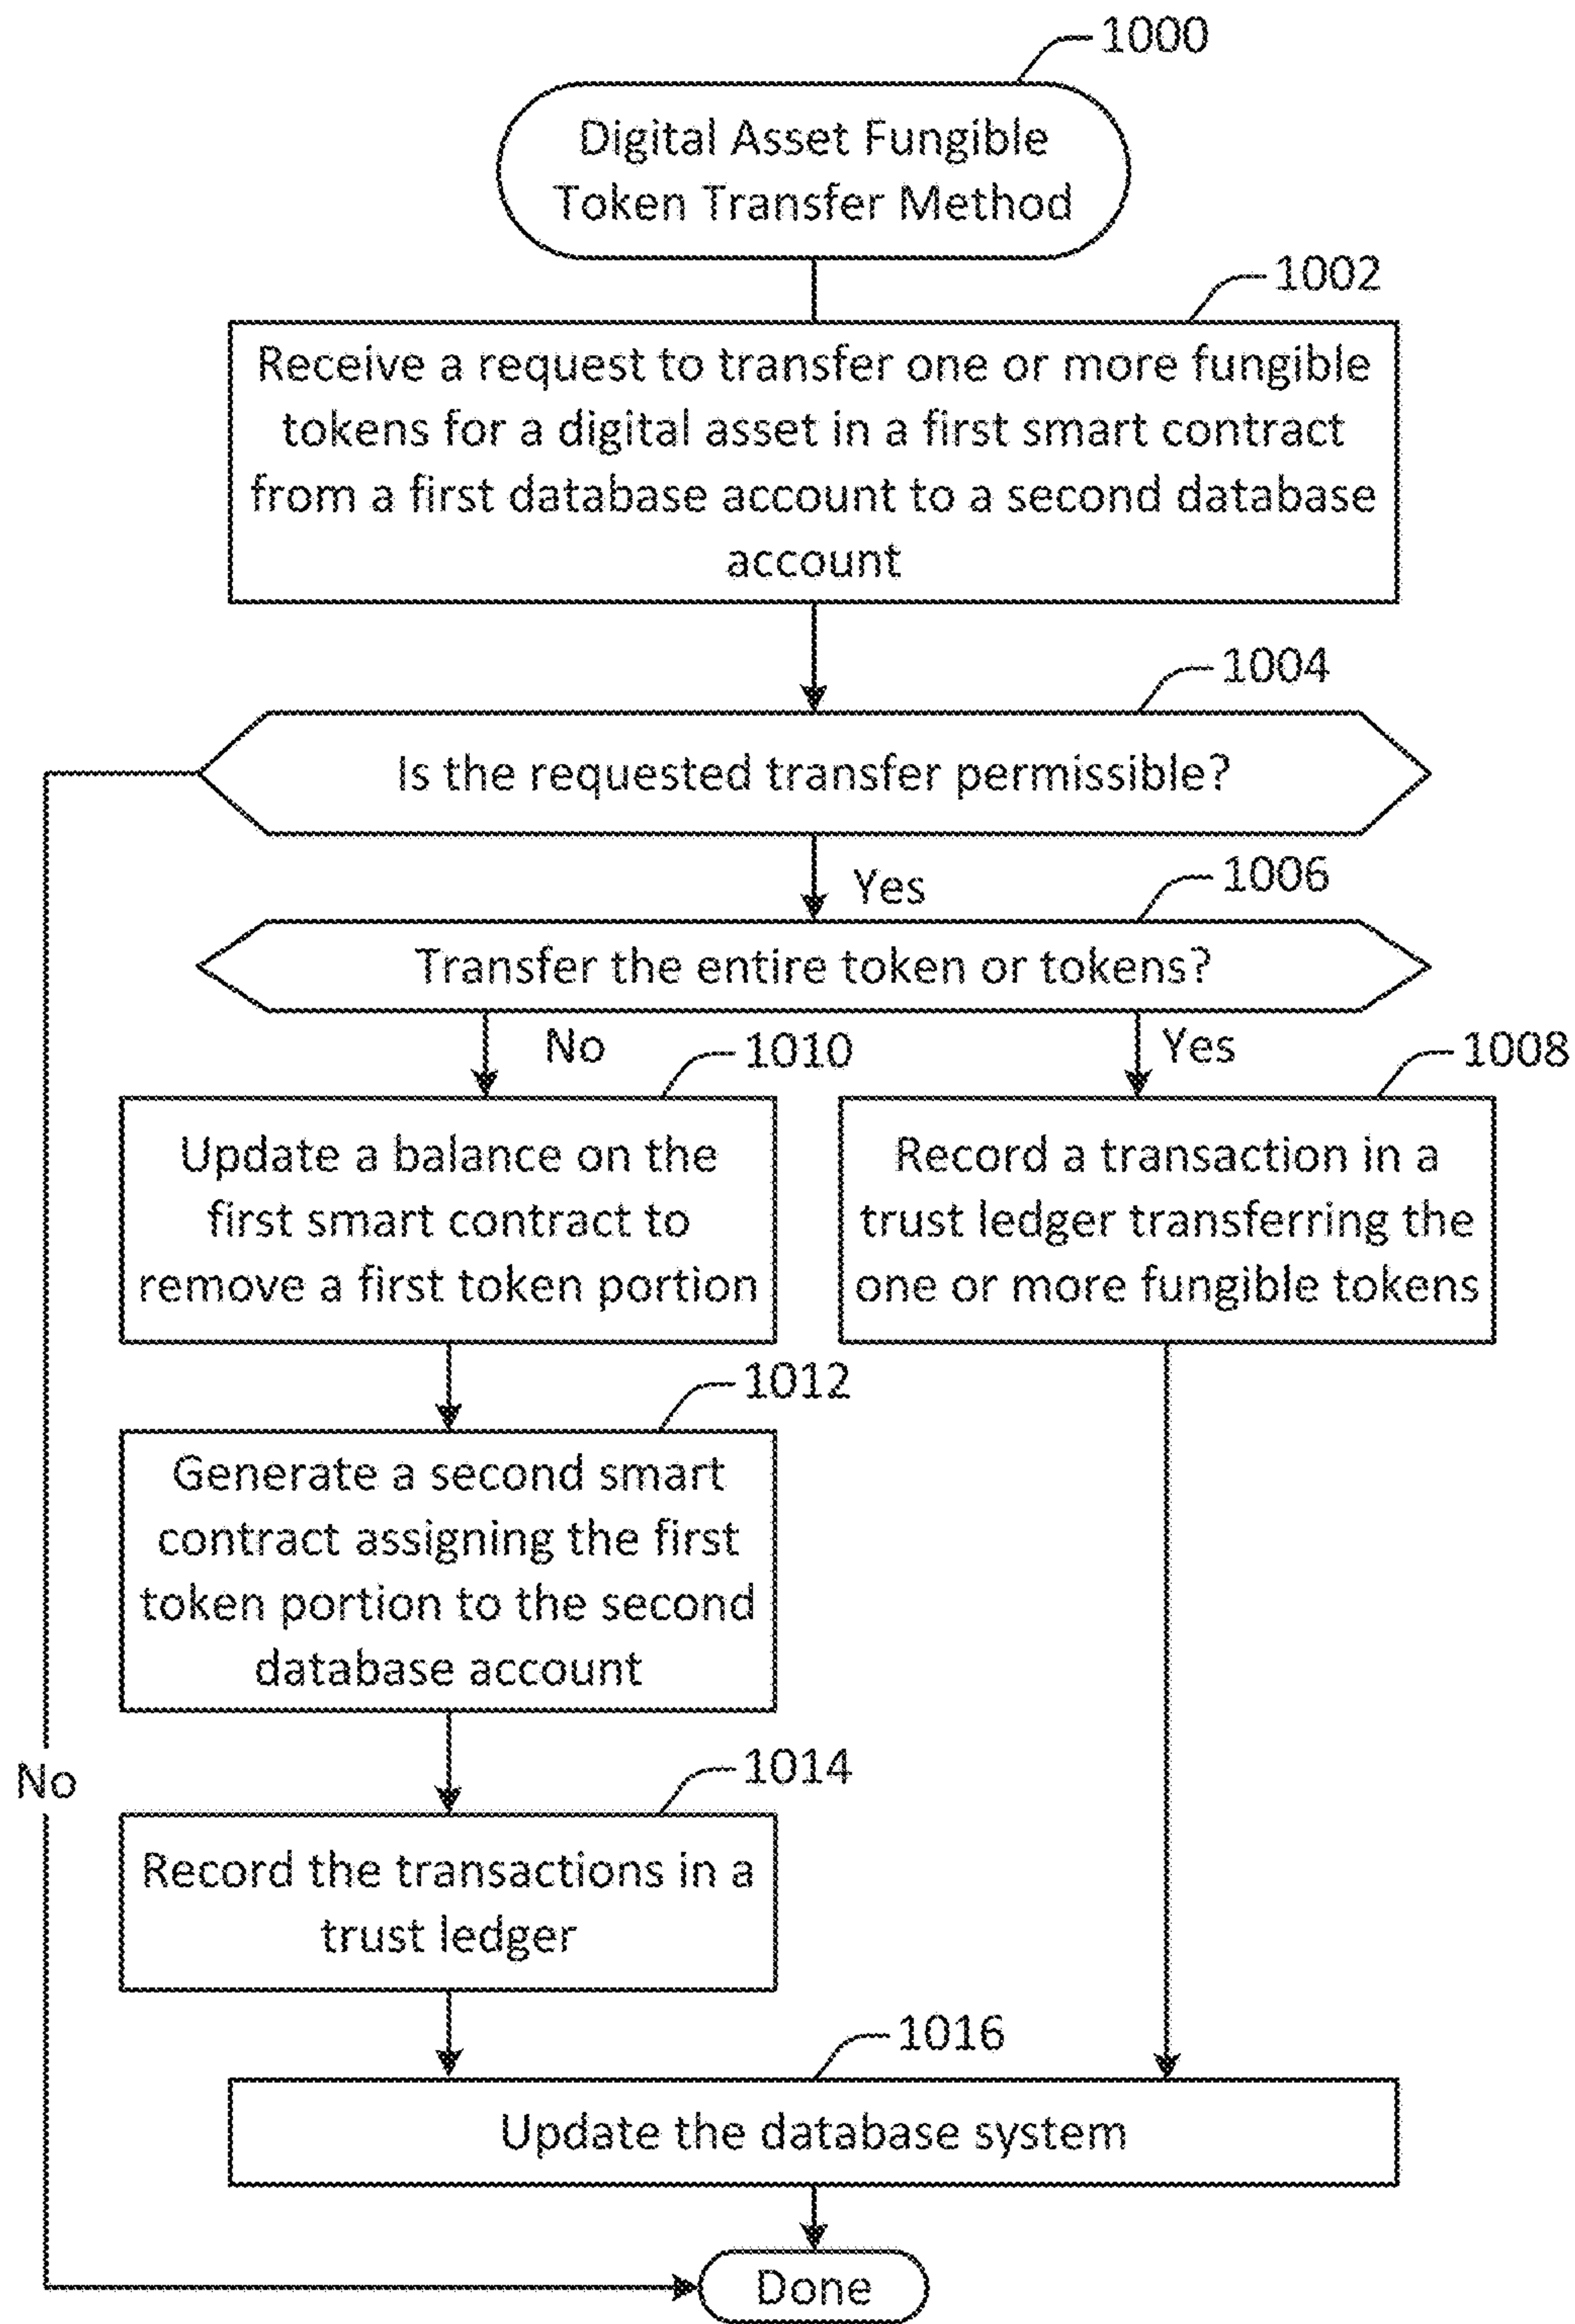 1000
Digital Asset Fungible
Token Transfer Method
1002
Receive a request to transfer one or more fungible
tokens for a digital asset in a first smart contract
from a first database account to a second database
account
1004
Is the requested transfer permissible?
Yes
1006
Transfer the entire token or tokens?
No
1010
Yes
1008
Update a balance on the
first smart contract to
remove a first token portion
Record a transaction in a
trust ledger transferring the
one or more fungible tokens
1012
Generate a second smart
contract assigning the first
token portion to the second
database account
No
1014
Record the transactions in a
trust ledger
1016
Update the database system
Done